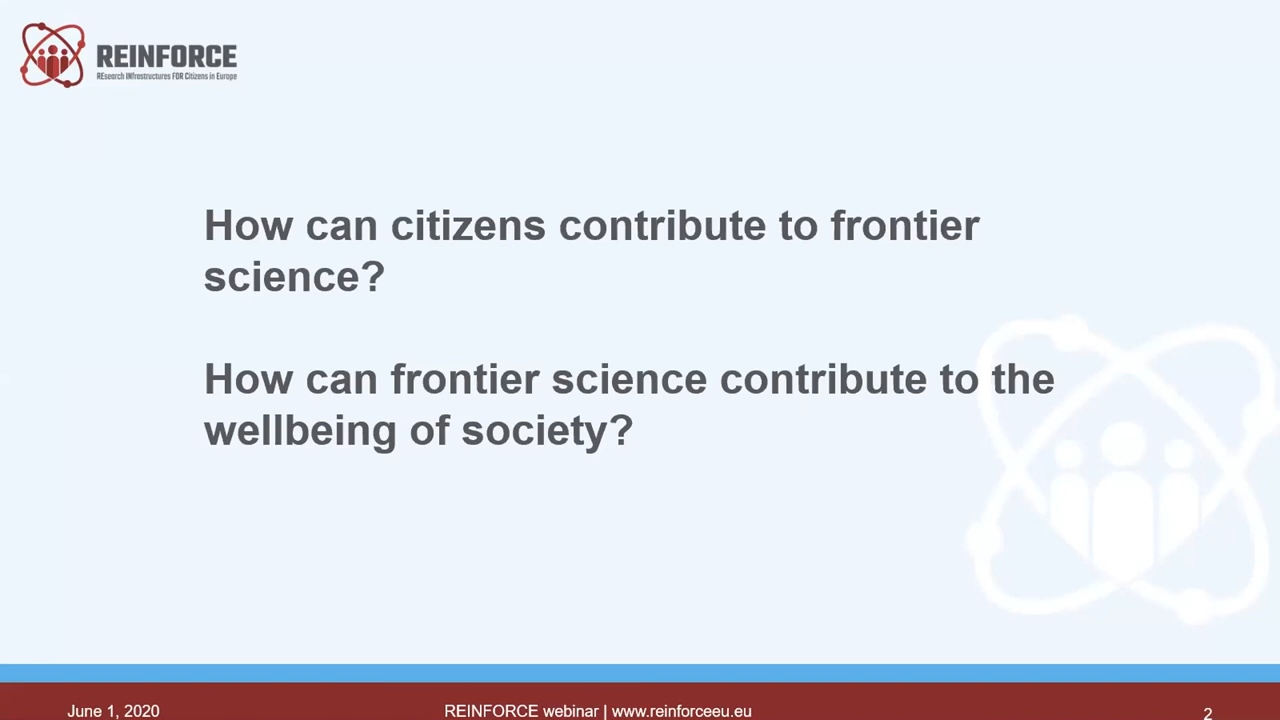 REINFORCE
REsearch INfrastructures FOR Citizens in Europe
How can citizens contribute to frontier
science?
How can frontier science contribute to the
wellbeing of society?
June 1, 2020
REINFORCE webinar | www.reinforceeu.eu
2